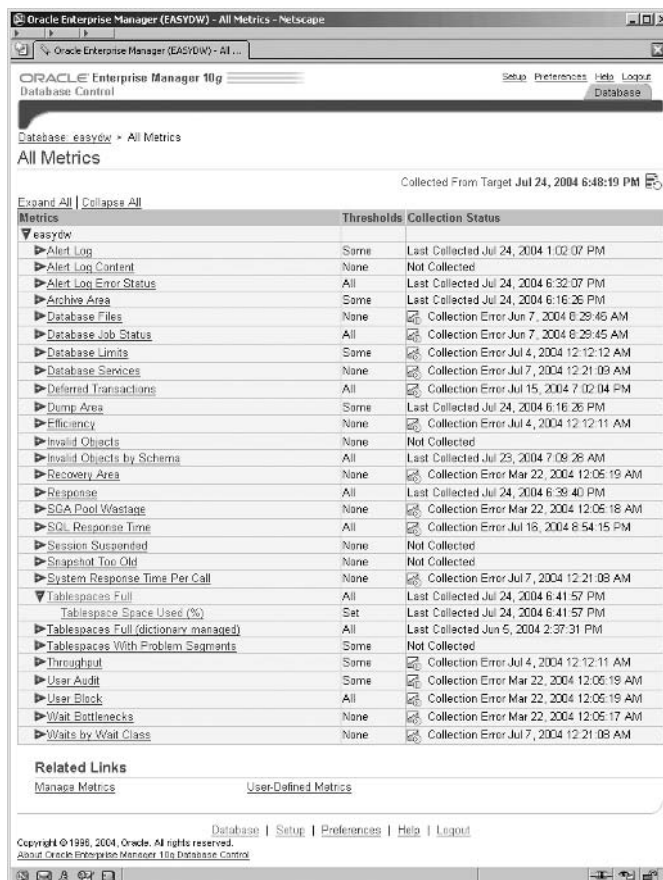 Oracle Enterprise Manager (EASYDW) - All Metrics - Netscape
Oracle Enterprise Manager (EASYDW) - All ...
ORACLE Enterprise Manager 10g
Database Control
Setup Preferences Help Logout
Database
Database: easydw > All Metrics
All Metrics
Collected From Target Jul 24, 2004 6:48:19 PM
Expand All | Collapse All
Metrics Thresholds Collection Status
easydw
Alert Log Some Last Collected Jul 24, 2004 1:02:07 PM
Alert Log Content None Not Collected
Alert Log Error Status All Last Collected Jul 24, 2004 6:32:07 PM
Archive Area Some Last Collected Jul 24, 2004 6:16:26 PM
Database Files None Collection Error Jun 7, 2004 8:29:46 AM
Database Job Status All Collection Error Jun 7, 2004 8:29:45 AM
Database Limits Some Collection Error Jul 4, 2004 12:12:12 AM
Database Services None Collection Error Jul 7, 2004 12:21:09 AM
Deferred Transactions All Collection Error Jul 15, 2004 7:02:04 PM
Dump Area Some Last Collected Jul 24, 2004 6:16:26 PM
Efficiency None Collection Error Jul 4, 2004 12:12:11 AM
Invalid Objects None Not Collected
Invalid Objects by Schema All Last Collected Jul 23, 2004 7:09:28 AM
Recovery Area None Collection Error Mar 22, 2004 12:05:19 AM
Response All Last Collected Jul 24, 2004 6:39:40 PM
SGA Pool Wastage None Collection Error Mar 22, 2004 12:05:18 AM
SQL Response Time All Collection Error Jul 16, 2004 8:54:15 PM
Session Suspended None Not Collected
Snapshot Too Old None Not Collected
System Response Time Per Call None Collection Error Jul 7, 2004 12:21:08 AM
Tablespaces Full All Last Collected Jul 24, 2004 6:41:57 PM
Tablespace Space Used (%) Set Last Collected Jul 24, 2004 6:41:57 PM
Tablespaces Full (dictionary managed) All Last Collected Jun 5, 2004 2:37:31 PM
Tablespaces With Problem Segments Some Not Collected
Throughput Some Collection Error Jul 4, 2004 12:12:11 AM
User Audit Some Collection Error Mar 22, 2004 12:05:19 AM
User Block All Collection Error Mar 22, 2004 12:05:19 AM
Wait Bottlenecks None Collection Error Mar 22, 2004 12:05:17 AM
Waits by Wait Class None Collection Error Jul 7, 2004 12:21:08 AM
Related Links
Manage Metrics User-Defined Metrics
Database | Setup | Preferences | Help | Logout
Copyright © 1996, 2004, Oracle. All rights reserved.
About Oracle Enterprise Manager 10g Database Control